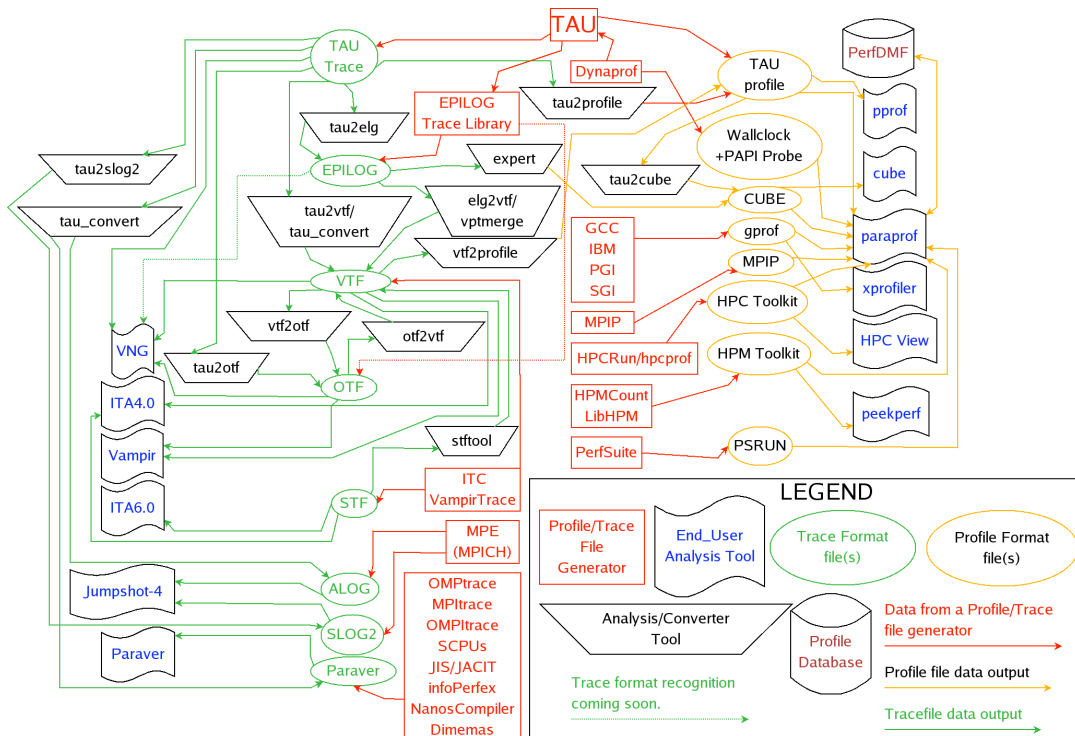 TAU
TAU
Trace
Dynaprof
TAU
profile
PerfDMF
EPILOG
Trace Library
tau2profile
pprof
tau2elg
Wallclock
+PAPI Probe
tau2slog2
EPILOG
expert
tau2cube
cube
tau_convert
tau2vtf/
tau_convert
elg2vtf/
vptmerge
CUBE
GCC
IBM
PGI
SGI
gprof
paraprof
vtf2profile
MPIP
VTF
HPC Toolkit
xprofiler
vtf2otf
otf2vtf
MPIP
VNG
HPC View
tau2otf
HPCRun/hpcprof
HPM Toolkit
OTF
ITA4.0
HPMCount
LibHPM
peekperf
Vampir
stftool
PerfSuite
PSRUN
ITA6.0
STF
ITC
VampirTrace
MPE
(MPICH)
Jumpshot-4
ALOG
OMPtrace
MPItrace
OMPItrace
SCPUs
JIS/JACIT
infoPerfex
NanosCompiler
Dimemas
SLOG2
Paraver
Paraver
LEGEND
Profile/Trace
File
Generator
End_User
Analysis Tool
Trace Format
file(s)
Profile Format
file(s)
Analysis/Converter
Tool
Profile
Database
Data from a Profile/Trace
file generator
Profile file data output
Trace format recognition
coming soon.
Tracefile data output